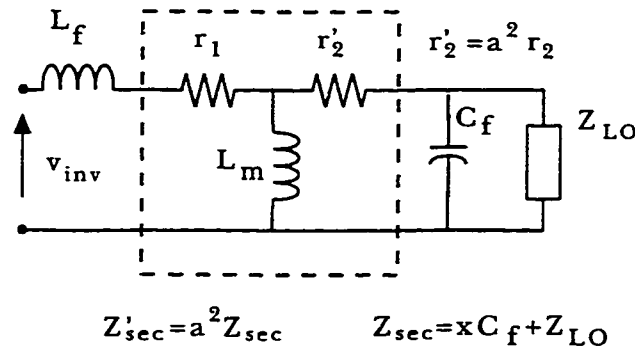 L_f
r_1
r'_2
r'_2=a^2 r_2
C_f
Z_LO
v_inv
L_m
Z'_sec=a^2 Z_sec
Z_sec=xC_f+Z_LO